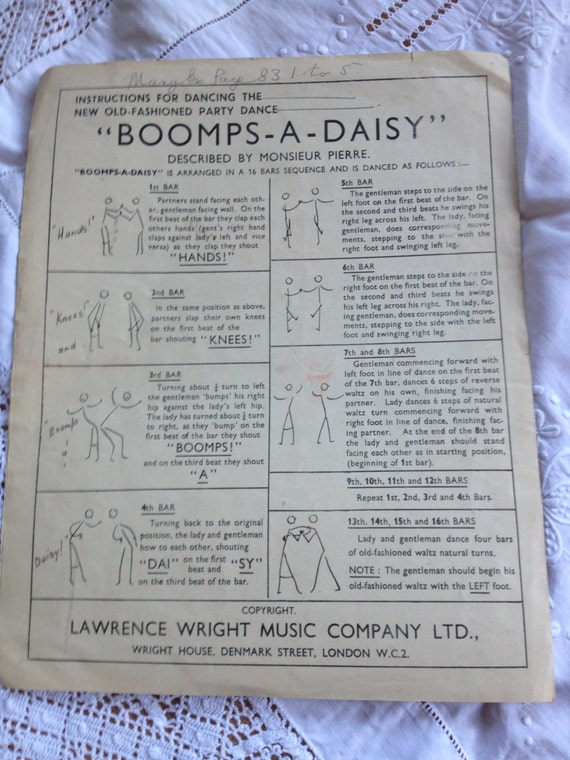 83. 1 to 5.
INSTRUCTIONS FOR DANCING THE
NEW OLD-FASHIONED PARTY DANCE
"BOOMPS-A-DAISY"
DESCRIBED BY MONSIEUR PIERRE.
"BOOMPS-A-DAISY" IS ARRANGED IN A 16 BARS SEQUENCE AND IS DANCED AS FOLLOWS :—
1st BAR
"Hands!"
Partners stand facing each oth-
er, gentleman facing wall. On the
first beat of the bar they clap each
others hands (gent's right hand
claps against lady's left and vice
versa) as they clap they shout
"HANDS!"
2nd BAR
"Knees!"
and
In the same position as above,
partners slap their own knees
on the first beat of the
bar shouting "KNEES!"
3rd BAR
"Boomps
a
Turning about ¼ turn to left
the gentleman 'bumps' his right
hip against the lady's left hip.
The lady has turned about ¼ turn
to right, as they 'bump' on the
first beat of the bar they shout
"BOOMPS!"
and on the third beat they shout
"A"
4th BAR
Daisy!"
Turning back to the original
position, the lady and gentleman
bow to each other, shouting
"DAI" on the first beat and "SY"
on the third beat of the bar.
5th BAR
The gentleman steps to the side on the
left foot on the first beat of the bar. On
the second and third beats he swings his
right leg across his left. The lady, facing
gentleman, does corresponding move-
ments, stepping to the side with the
right foot and swinging left leg.
6th BAR
The gentleman steps to the side on the
right foot on the first beat of the bar. On
the second and third beats he swings
his left leg across his right. The lady, fac-
ing gentleman, does corresponding move-
ments, stepping to the side with the left
foot and swinging right leg.
7th and 8th BARS
Gentleman commencing forward with
left foot in line of dance on the first beat
of the 7th bar, dances 6 steps of reverse
waltz on his own, finishing facing his
partner. Lady dances 6 steps of natural
waltz turn commencing forward with
right foot in line of dance, finishing fac-
ing partner. At the end of the 8th bar
the lady and gentleman should stand
facing each other as in starting position,
(beginning of 1st bar).
9th, 10th, 11th and 12th BARS
Repeat 1st, 2nd, 3rd and 4th Bars.
13th, 14th, 15th and 16th BARS
Lady and gentleman dance four bars
of old-fashioned waltz natural turns.
NOTE : The gentleman should begin his
old-fashioned waltz with the LEFT foot.
COPYRIGHT.
LAWRENCE WRIGHT MUSIC COMPANY LTD.,
WRIGHT HOUSE, DENMARK STREET, LONDON W.C.2.